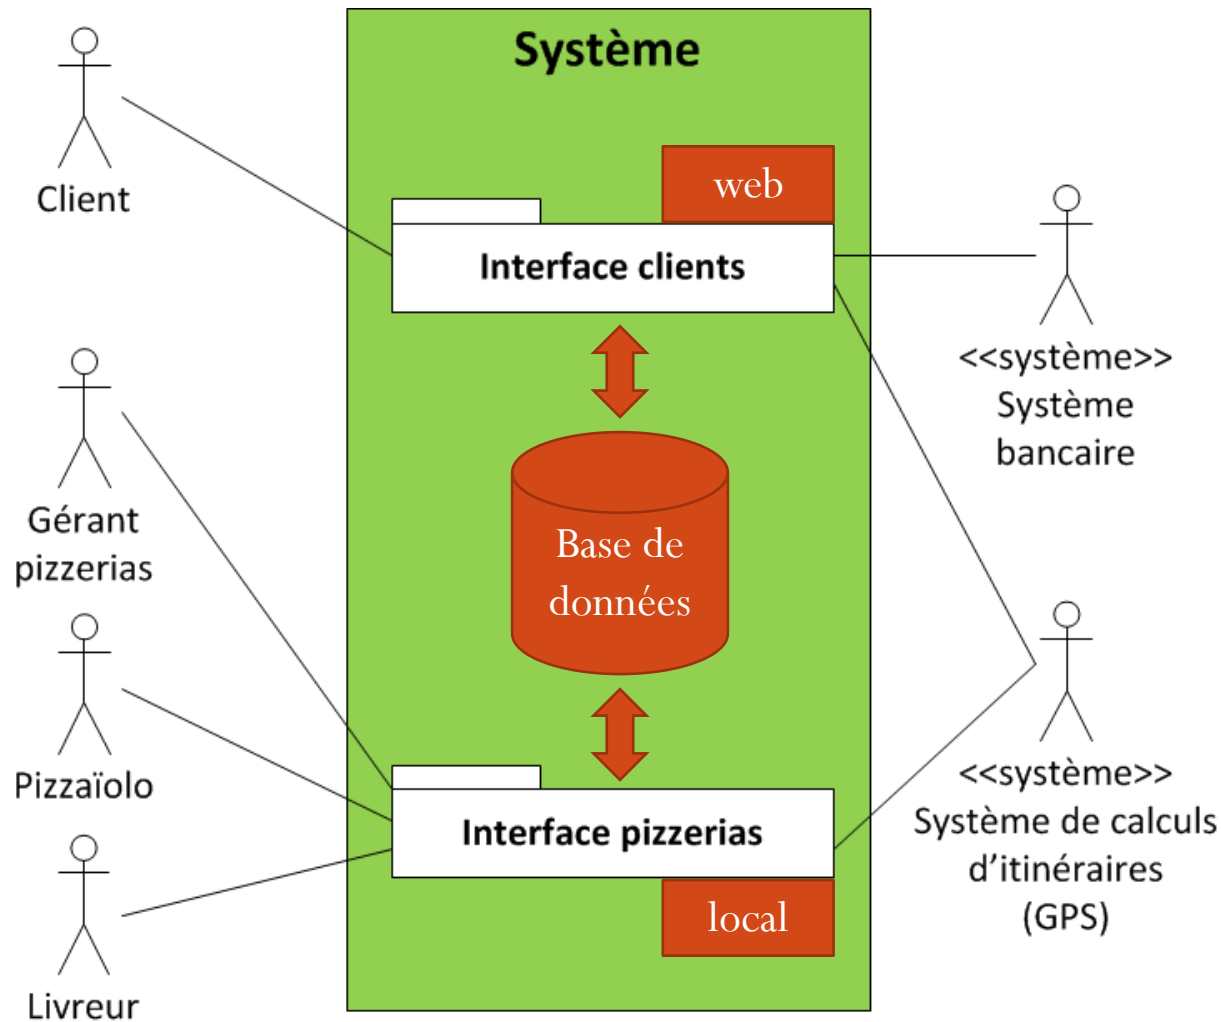 Système
Client
web
Interface clients
<<système>>
Système
bancaire
Gérant
pizzerias
Base de
données
Pizzaïolo
<<système>>
Système de calculs
d’itinéraires
(GPS)
Interface pizzerias
local
Livreur